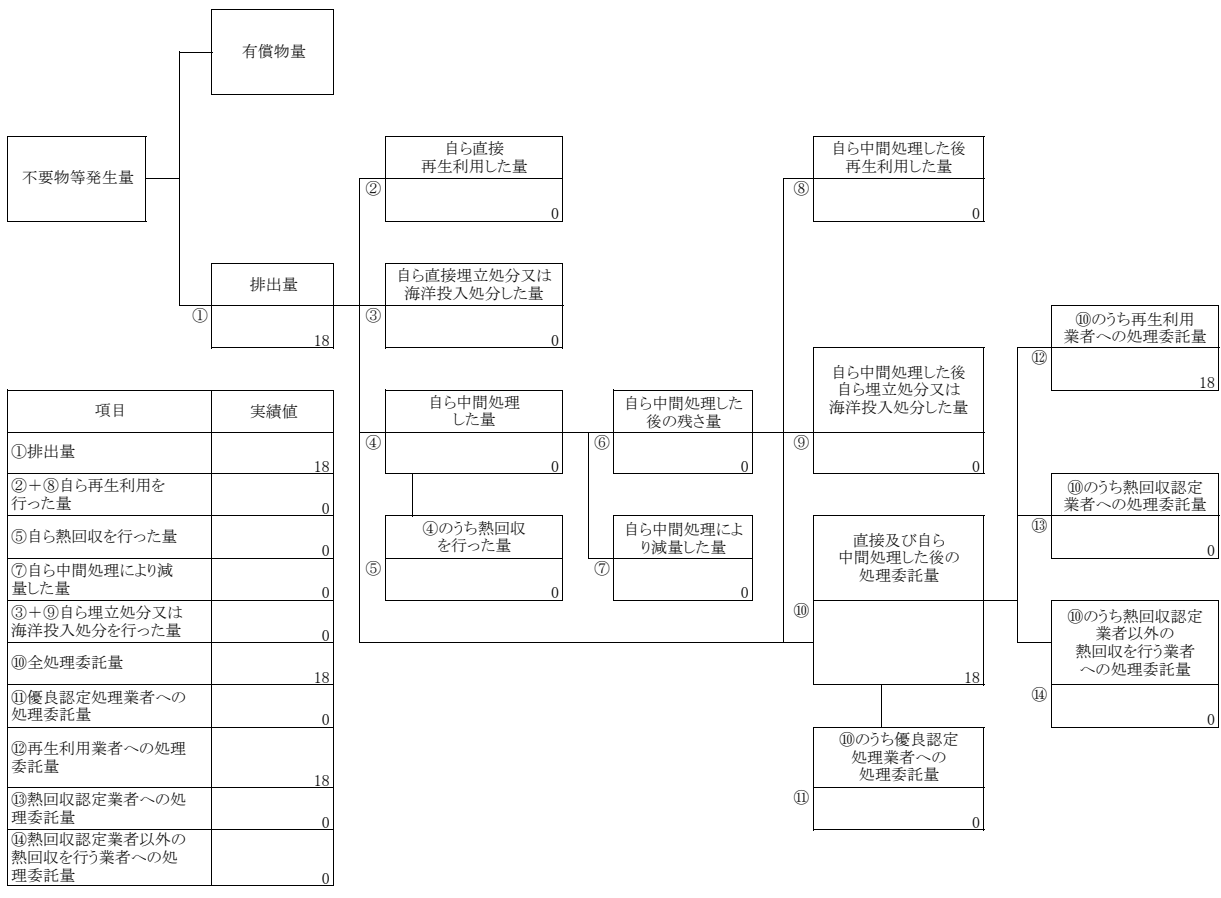 有償物量
不要物等発生量
排出量
①
18
自ら直接
再生利用した量
②
0
自ら直接埋立処分又は
海洋投入処分した量
③
0
自ら中間処理
した量
④
0
④のうち熱回収
を行った量
⑤
0
自ら中間処理した
後の残さ量
⑥
0
自ら中間処理によ
り減量した量
⑦
0
自ら中間処理した後
再生利用した量
⑧
0
自ら中間処理した後
自ら埋立処分又は
海洋投入処分した量
⑨
0
直接及び自ら
中間処理した後の
処理委託量
⑩
18
⑩のうち優良認定
処理業者への
処理委託量
⑪
0
⑩のうち再生利用
業者への処理委託量
⑫
18
⑩のうち熱回収認定
業者への処理委託量
⑬
0
⑩のうち熱回収認定
業者以外の
熱回収を行う業者
への処理委託量
⑭
0
項目 実績値
①排出量
18
②+⑧自ら再生利用を
行った量
0
⑤自ら熱回収を行った量
0
⑦自ら中間処理により減
量した量
0
③+⑨自ら埋立処分又は
海洋投入処分を行った量
0
⑩全処理委託量
18
⑪優良認定処理業者への
処理委託量
0
⑫再生利用業者への処理
委託量
18
⑬熱回収認定業者への処
理委託量
0
⑭熱回収認定業者以外の
熱回収を行う業者への処
理委託量
0